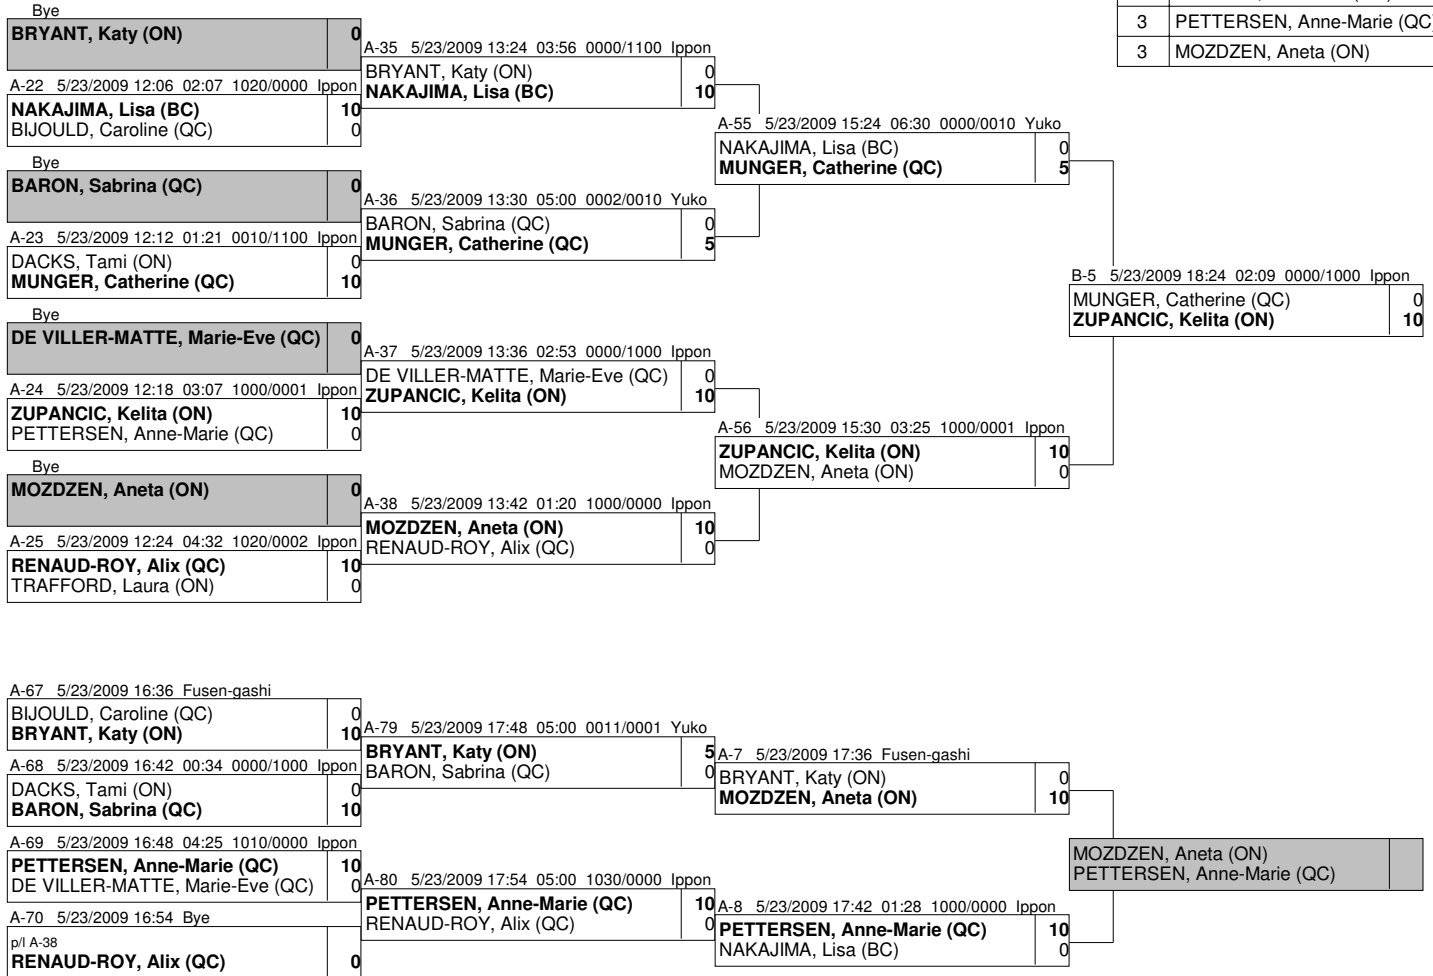 3 PETTERSEN, Anne-Marie (QC)
3 MOZDZEN, Aneta (ON)
Bye
BRYANT, Katy (ON) 0
A-22 5/23/2009 12:06 02:07 1020/0000 Ippon
NAKAJIMA, Lisa (BC) 10
BIJOULD, Caroline (QC) 0
Bye
BARON, Sabrina (QC) 0
A-23 5/23/2009 12:12 01:21 0010/1100 Ippon
DACKS, Tami (ON) 0
MUNGER, Catherine (QC) 10
Bye
DE VILLER-MATTE, Marie-Eve (QC) 0
A-24 5/23/2009 12:18 03:07 1000/0001 Ippon
ZUPANCIC, Kelita (ON) 10
PETTERSEN, Anne-Marie (QC) 0
Bye
MOZDZEN, Aneta (ON) 0
A-25 5/23/2009 12:24 04:32 1020/0002 Ippon
RENAUD-ROY, Alix (QC) 10
TRAFFORD, Laura (ON) 0
A-35 5/23/2009 13:24 03:56 0000/1100 Ippon
BRYANT, Katy (ON) 0
NAKAJIMA, Lisa (BC) 10
A-36 5/23/2009 13:30 05:00 0002/0010 Yuko
BARON, Sabrina (QC) 0
MUNGER, Catherine (QC) 5
A-37 5/23/2009 13:36 02:53 0000/1000 Ippon
DE VILLER-MATTE, Marie-Eve (QC) 0
ZUPANCIC, Kelita (ON) 10
A-38 5/23/2009 13:42 01:20 1000/0000 Ippon
MOZDZEN, Aneta (ON) 10
RENAUD-ROY, Alix (QC) 0
A-55 5/23/2009 15:24 06:30 0000/0010 Yuko
NAKAJIMA, Lisa (BC) 0
MUNGER, Catherine (QC) 5
A-56 5/23/2009 15:30 03:25 1000/0001 Ippon
ZUPANCIC, Kelita (ON) 10
MOZDZEN, Aneta (ON) 0
B-5 5/23/2009 18:24 02:09 0000/1000 Ippon
MUNGER, Catherine (QC) 0
ZUPANCIC, Kelita (ON) 10
A-67 5/23/2009 16:36 Fusen-gashi
BIJOULD, Caroline (QC) 0
BRYANT, Katy (ON) 10
A-68 5/23/2009 16:42 00:34 0000/1000 Ippon
DACKS, Tami (ON) 0
BARON, Sabrina (QC) 10
A-69 5/23/2009 16:48 04:25 1010/0000 Ippon
PETTERSEN, Anne-Marie (QC) 10
DE VILLER-MATTE, Marie-Eve (QC) 0
A-70 5/23/2009 16:54 Bye
p/l A-38
RENAUD-ROY, Alix (QC) 0
A-79 5/23/2009 17:48 05:00 0011/0001 Yuko
BRYANT, Katy (ON) 5
BARON, Sabrina (QC) 0
A-80 5/23/2009 17:54 05:00 1030/0000 Ippon
PETTERSEN, Anne-Marie (QC) 10
RENAUD-ROY, Alix (QC) 0
A-7 5/23/2009 17:36 Fusen-gashi
BRYANT, Katy (ON) 0
MOZDZEN, Aneta (ON) 10
A-8 5/23/2009 17:42 01:28 1000/0000 Ippon
PETTERSEN, Anne-Marie (QC) 10
NAKAJIMA, Lisa (BC) 0
MOZDZEN, Aneta (ON)
PETTERSEN, Anne-Marie (QC)